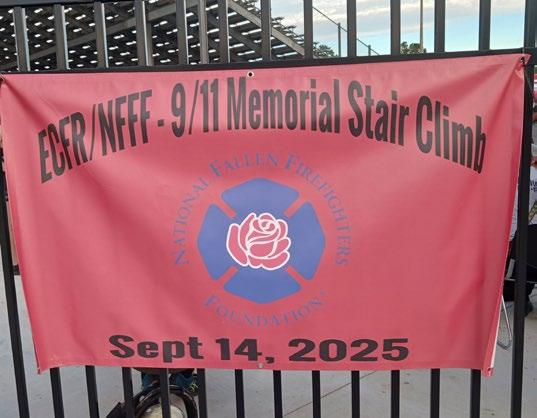 ECFR/NFFF - 9/11 Memorial Stair Climb
NATIONAL FALLEN FIREFIGHTERS
FOUNDATION®
Sept 14, 2025